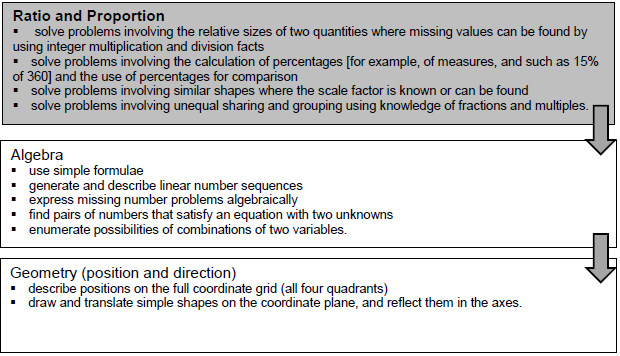 Ratio and Proportion
▪ solve problems involving the relative sizes of two quantities where missing values can be found by
using integer multiplication and division facts
▪ solve problems involving the calculation of percentages [for example, of measures, and such as 15%
of 360] and the use of percentages for comparison
▪ solve problems involving similar shapes where the scale factor is known or can be found
▪ solve problems involving unequal sharing and grouping using knowledge of fractions and multiples.
Algebra
▪ use simple formulae
▪ generate and describe linear number sequences
▪ express missing number problems algebraically
▪ find pairs of numbers that satisfy an equation with two unknowns
▪ enumerate possibilities of combinations of two variables.
Geometry (position and direction)
▪ describe positions on the full coordinate grid (all four quadrants)
▪ draw and translate simple shapes on the coordinate plane, and reflect them in the axes.